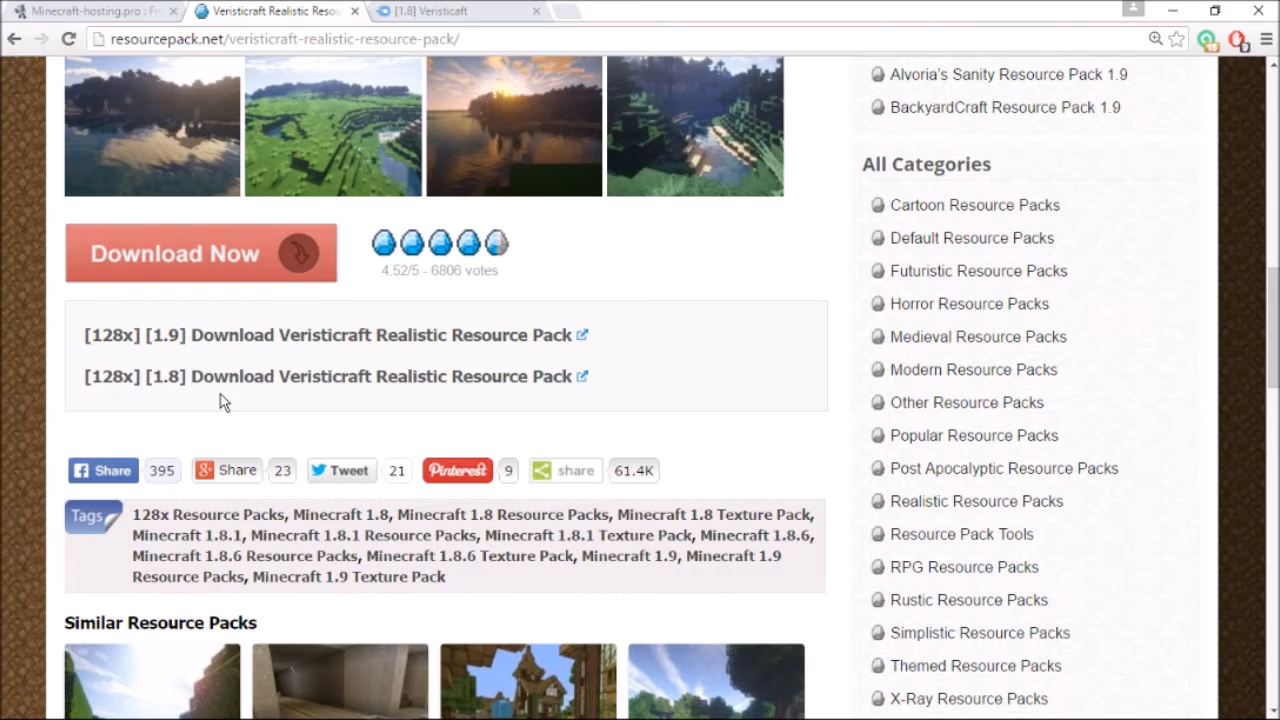 Minecraft-hosting.pro : Fr
Veristicraft Realistic Resou
[1.8] Veristicaft
resourcepack.net/veristicraft-realistic-resource-pack/
Alvoria's Sanity Resource Pack 1.9
BackyardCraft Resource Pack 1.9
Download Now
4.52/5 - 6806 votes
[128x] [1.9] Download Veristicraft Realistic Resource Pack
[128x] [1.8] Download Veristicraft Realistic Resource Pack
Share 395
Share 23
Tweet 21
Pinterest 9
share 61.4K
Tags
128x Resource Packs, Minecraft 1.8, Minecraft 1.8 Resource Packs, Minecraft 1.8 Texture Pack,
Minecraft 1.8.1, Minecraft 1.8.1 Resource Packs, Minecraft 1.8.1 Texture Pack, Minecraft 1.8.6,
Minecraft 1.8.6 Resource Packs, Minecraft 1.8.6 Texture Pack, Minecraft 1.9, Minecraft 1.9
Resource Packs, Minecraft 1.9 Texture Pack
Similar Resource Packs
All Categories
Cartoon Resource Packs
Default Resource Packs
Futuristic Resource Packs
Horror Resource Packs
Medieval Resource Packs
Modern Resource Packs
Other Resource Packs
Popular Resource Packs
Post Apocalyptic Resource Packs
Realistic Resource Packs
Resource Pack Tools
RPG Resource Packs
Rustic Resource Packs
Simplistic Resource Packs
Themed Resource Packs
X-Ray Resource Packs